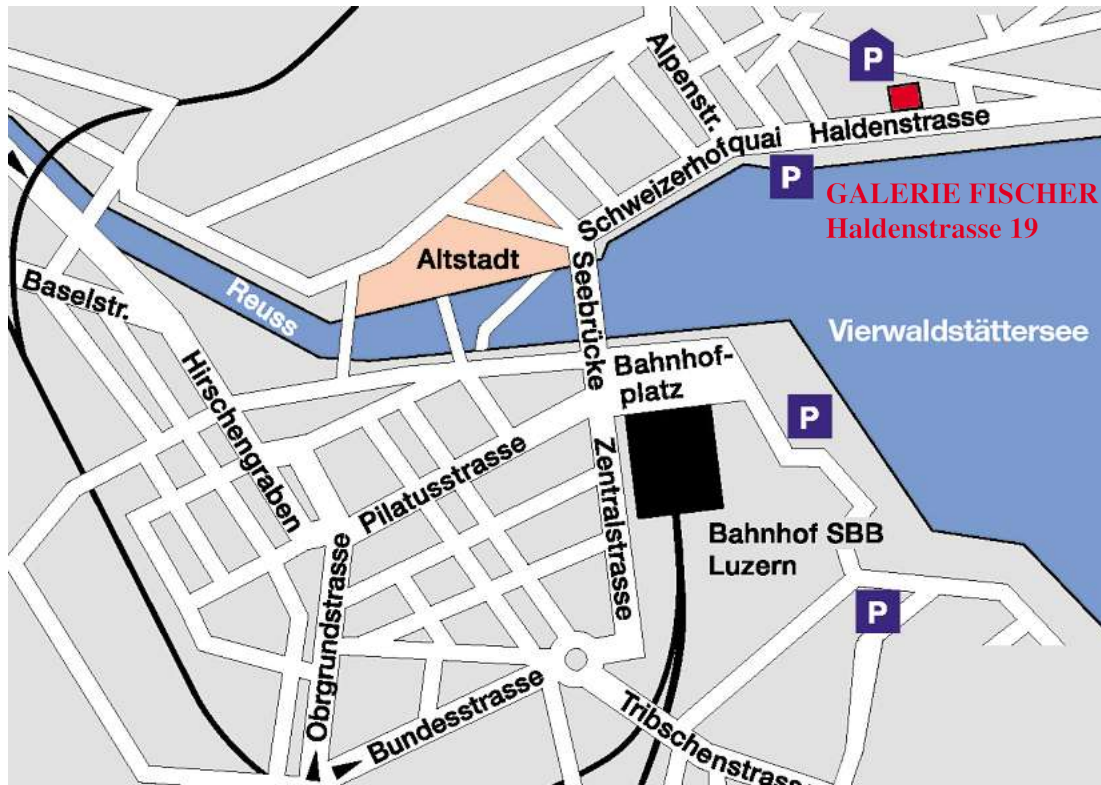 P
Alpenstr.
Haldenstrasse
Schweizerhofquai
P
GALERIE FISCHER
Haldenstrasse 19
Altstadt
Baselstr.
Reuss
Seebrücke
Vierwaldstättersee
Hirschengraben
Bahnhof-
platz
P
Pilatusstrasse
Zentralstrasse
Bahnhof SBB
Luzern
P
Obrgrundstrasse
Bundesstrasse
Tribschenstrasse